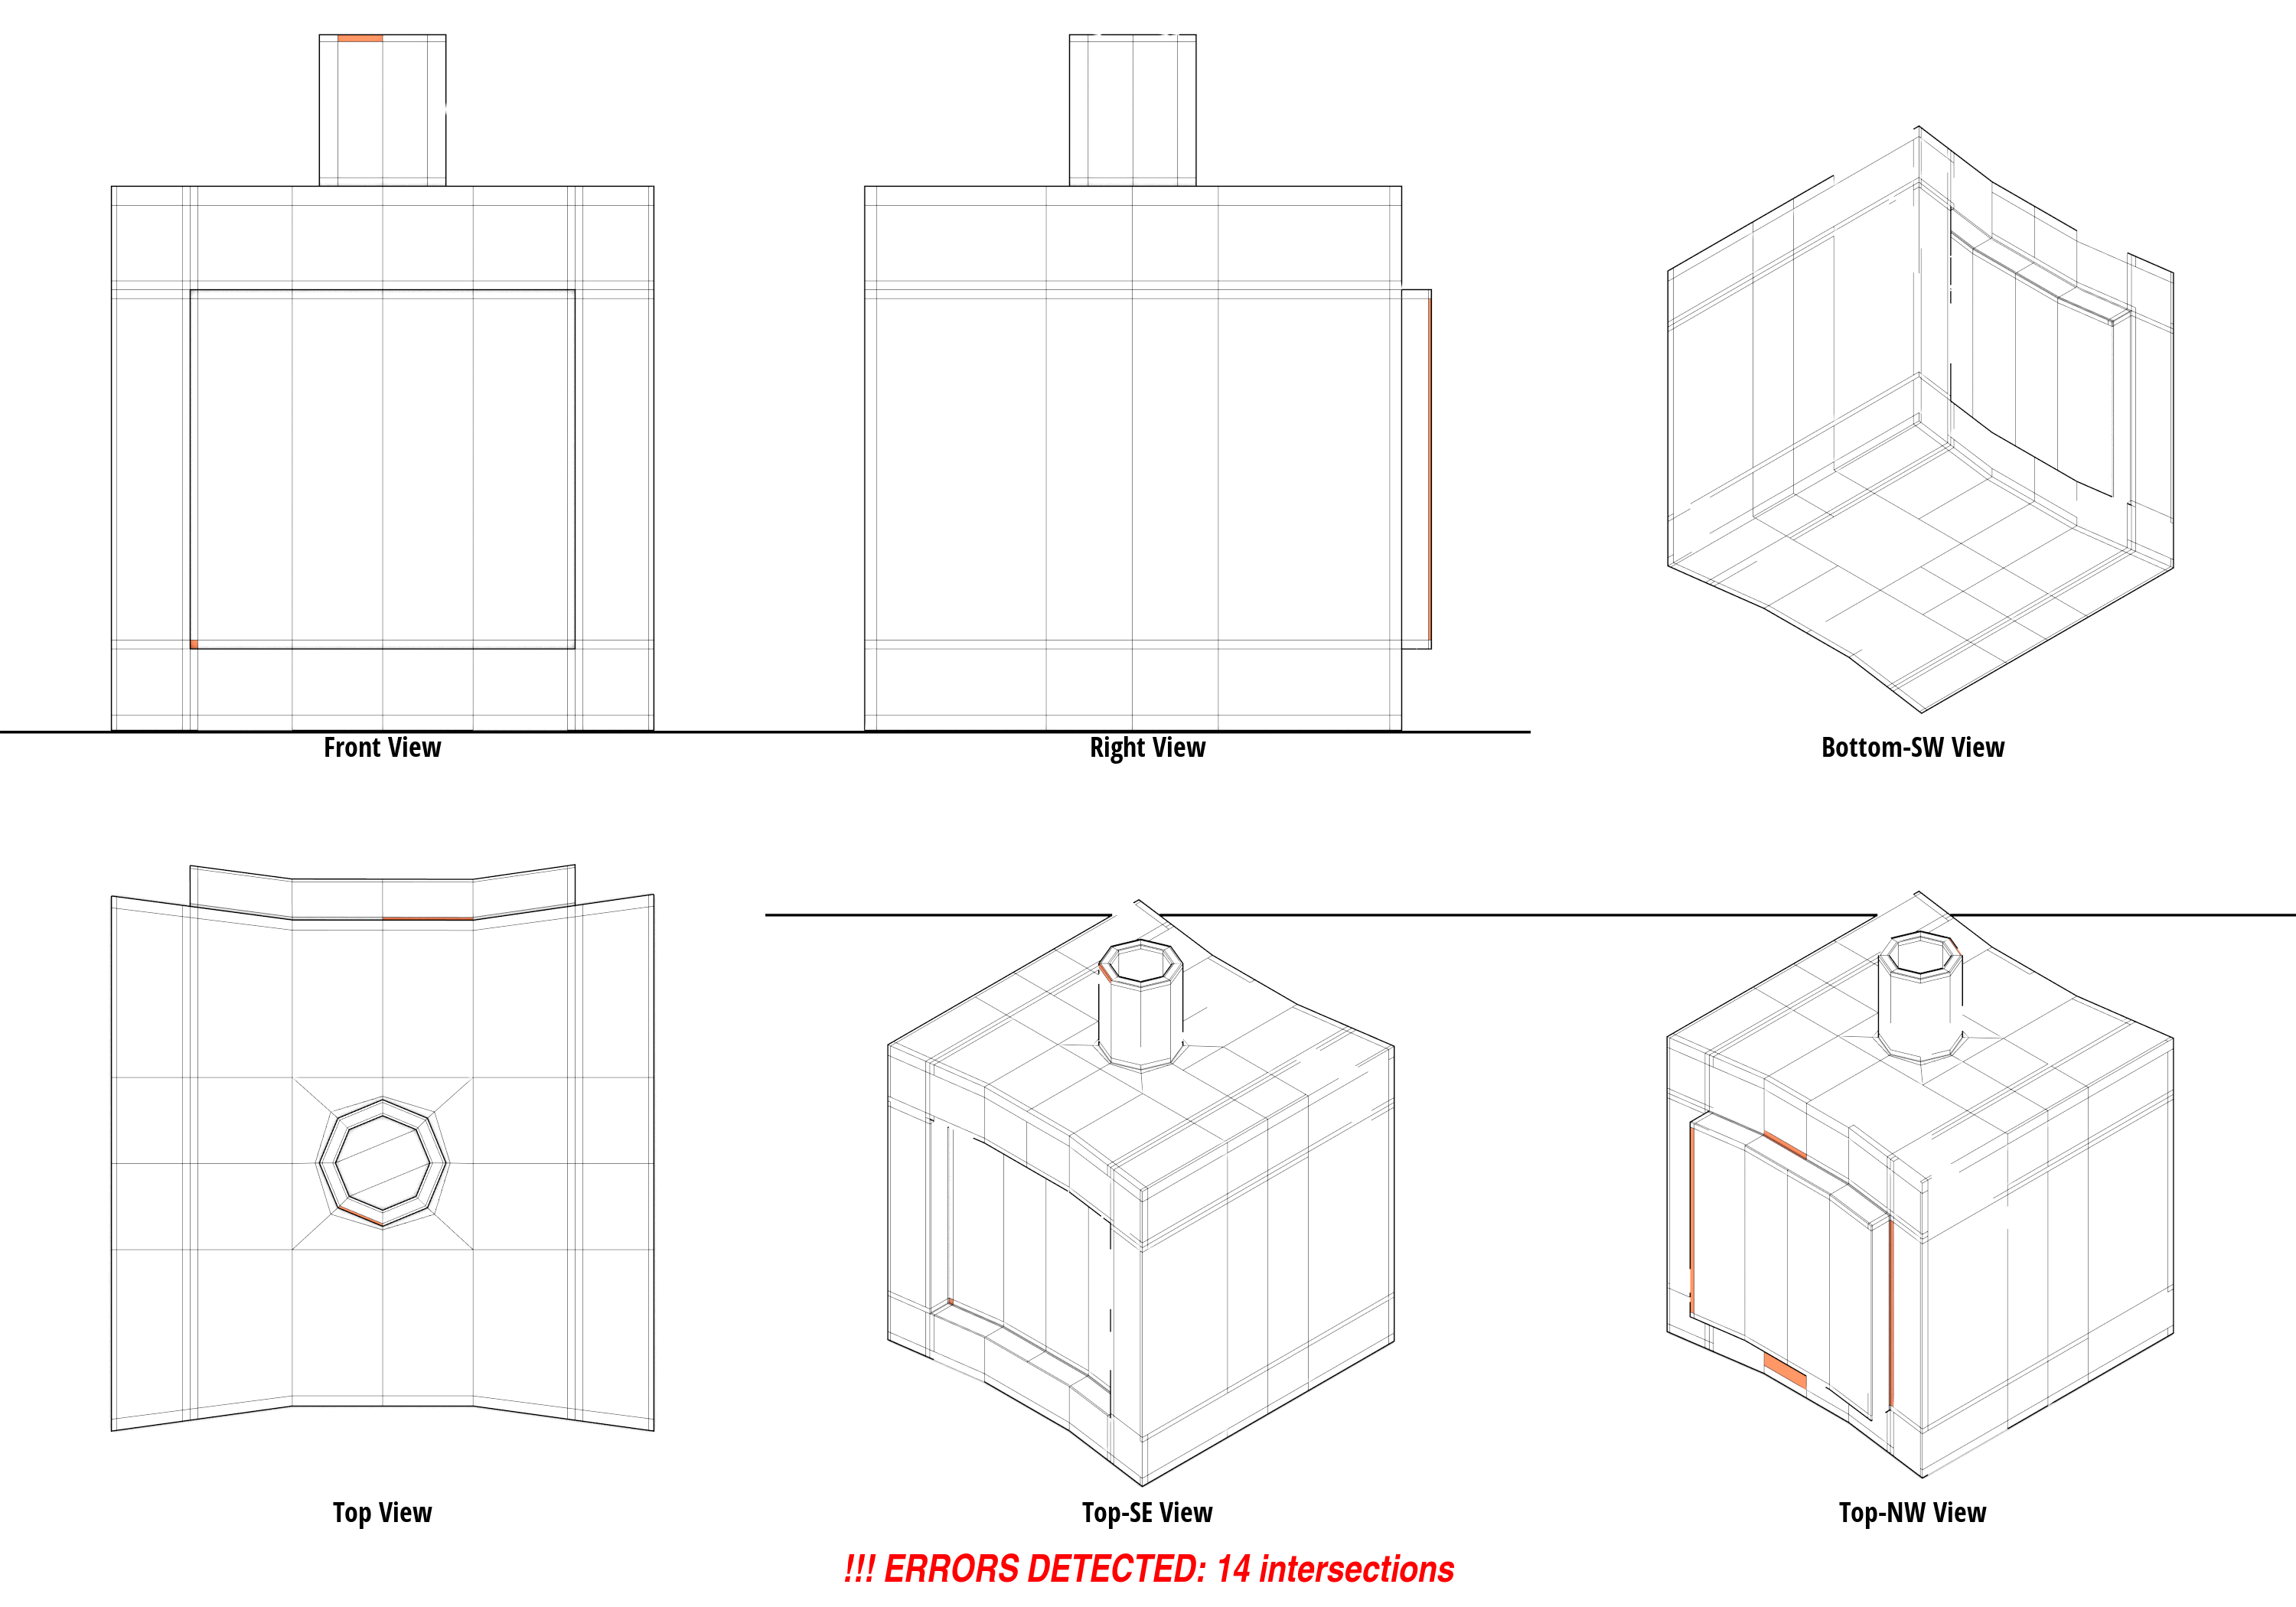 Front View
Right View
Bottom-SW View
Top View
Top-SE View
Top-NW View
!!! ERRORS DETECTED: 14 intersections